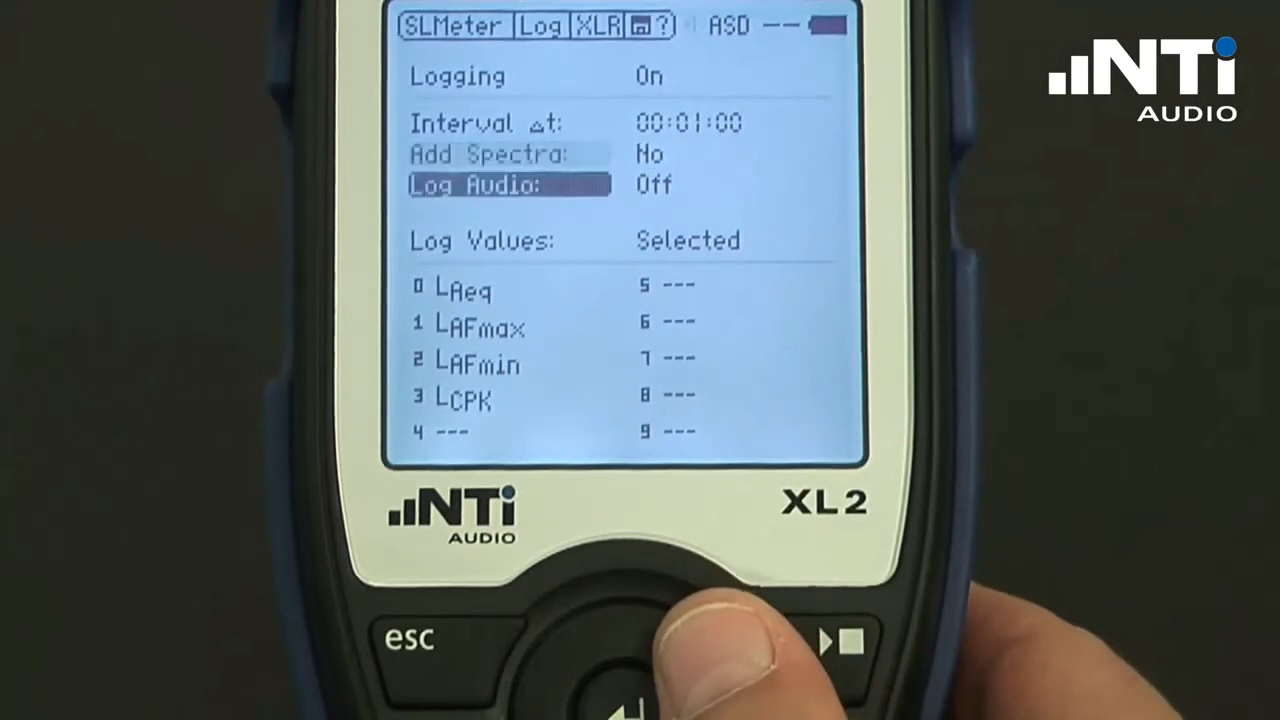 SLMeter Log XLR ? ASD -- 
Logging On
Interval Δt: 00:01:00
Add Spectra: No
Log Audio: Off
Log Values: Selected
0 LAeq 5 ---
1 LAFmax 6 ---
2 LAFmin 7 ---
3 LCPK 8 ---
4 --- 9 ---
NTi AUDIO
XL2
esc
NTi
AUDIO